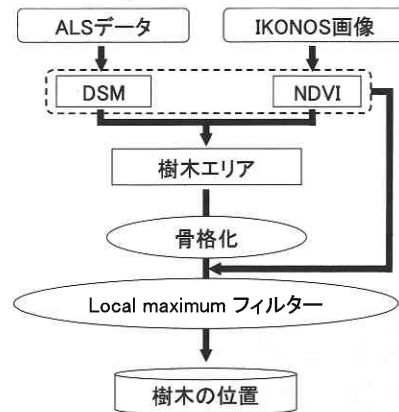 ALSデータ
IKONOS画像
DSM
NDVI
樹木エリア
骨格化
Local maximum フィルター
樹木の位置